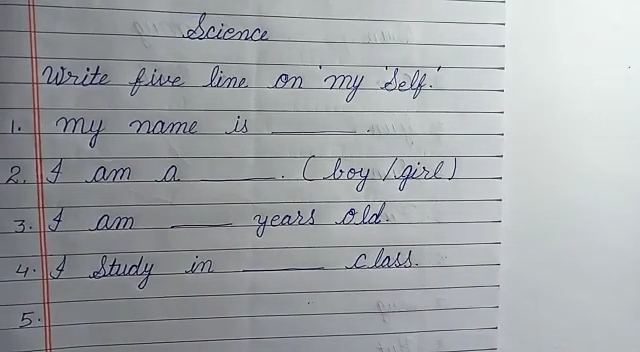 Science
Write five line on 'my self.'
1. my name is ______.
2. I am a ______. (boy/girl)
3. I am ____ years old.
4. I study in ______ class.
5.